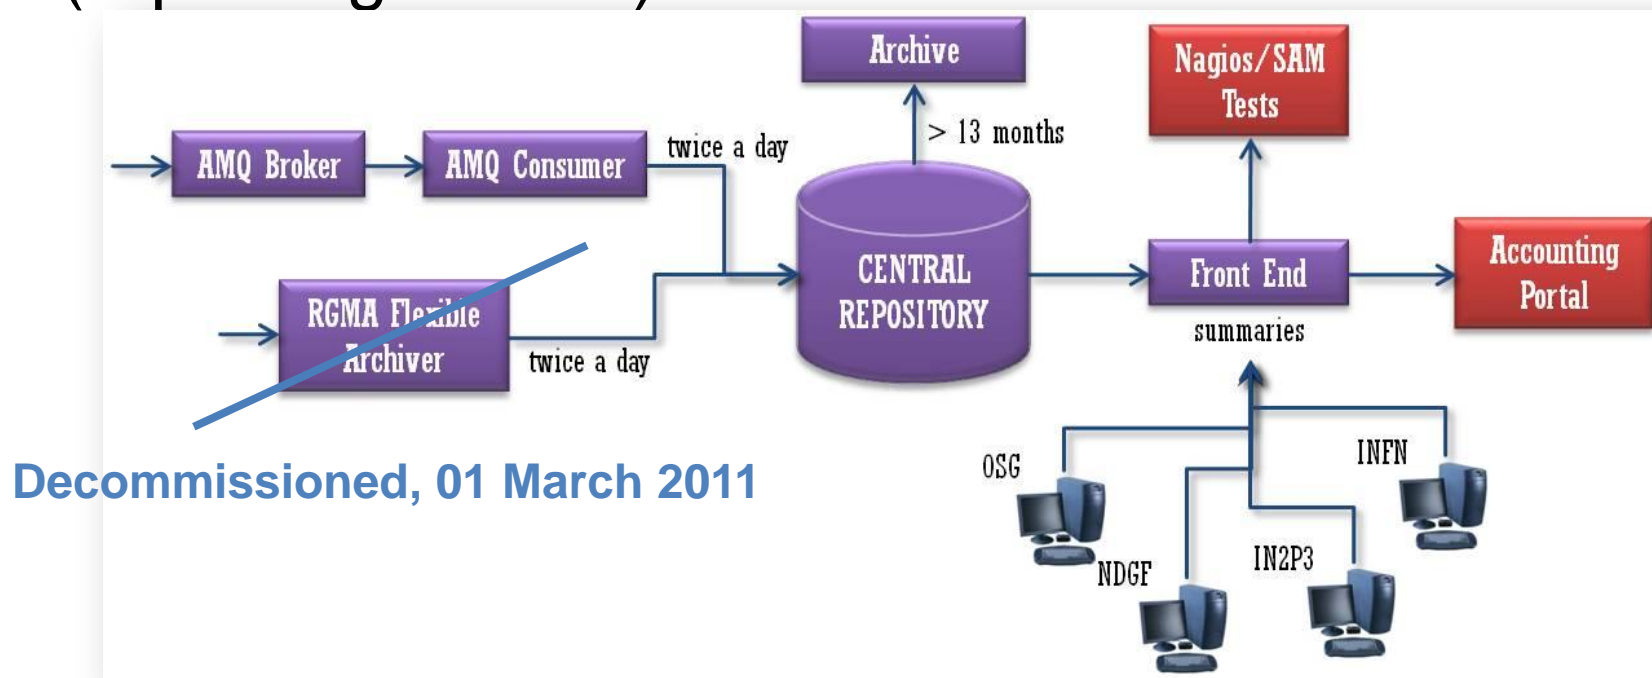 Archive
Nagios/SAM
Tests
> 13 months
AMQ Broker
AMQ Consumer
twice a day
CENTRAL
REPOSITORY
Front End
summaries
Accounting
Portal
RGMA Flexible
Archiver
twice a day
Decommissioned, 01 March 2011
OSG
INFN
NDGF
IN2P3